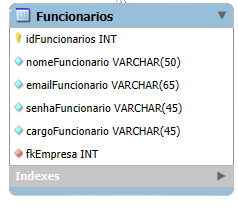 Funcionarios
idFuncionarios INT
nomeFuncionario VARCHAR(50)
emailFuncionario VARCHAR(65)
senhaFuncionario VARCHAR(45)
cargoFuncionario VARCHAR(45)
fkEmpresa INT
Indexes